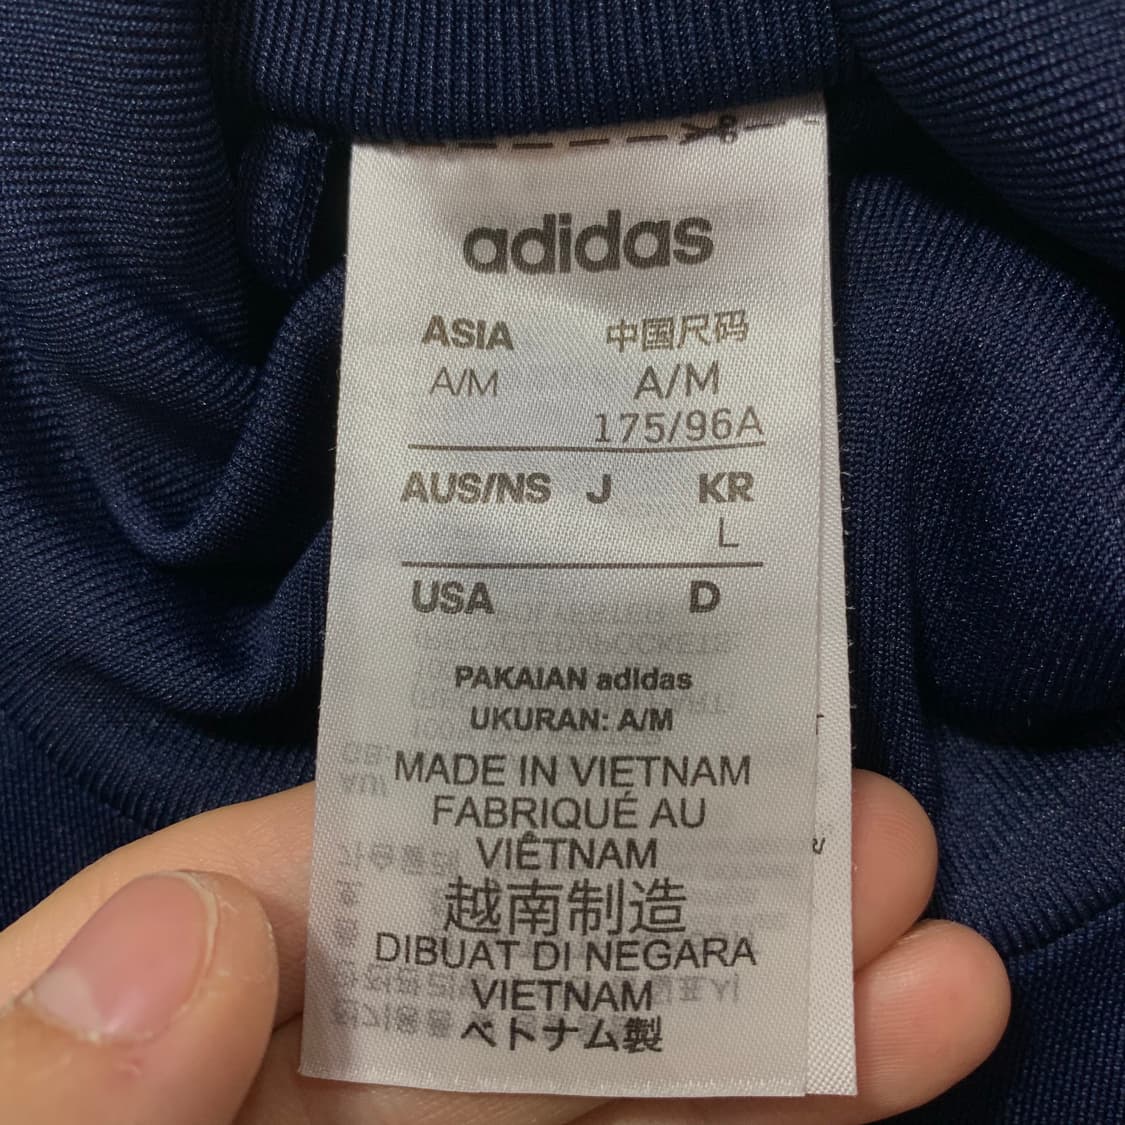 adidas
ASIA 中国尺码
A/M A/M
175/96A
AUS/NS J KR
L
USA D
PAKAIAN adidas
UKURAN: A/M
MADE IN VIETNAM
FABRIQUÉ AU
VIÊTNAM
越南制造
DIBUAT DI NEGARA
VIETNAM
ベトナム製